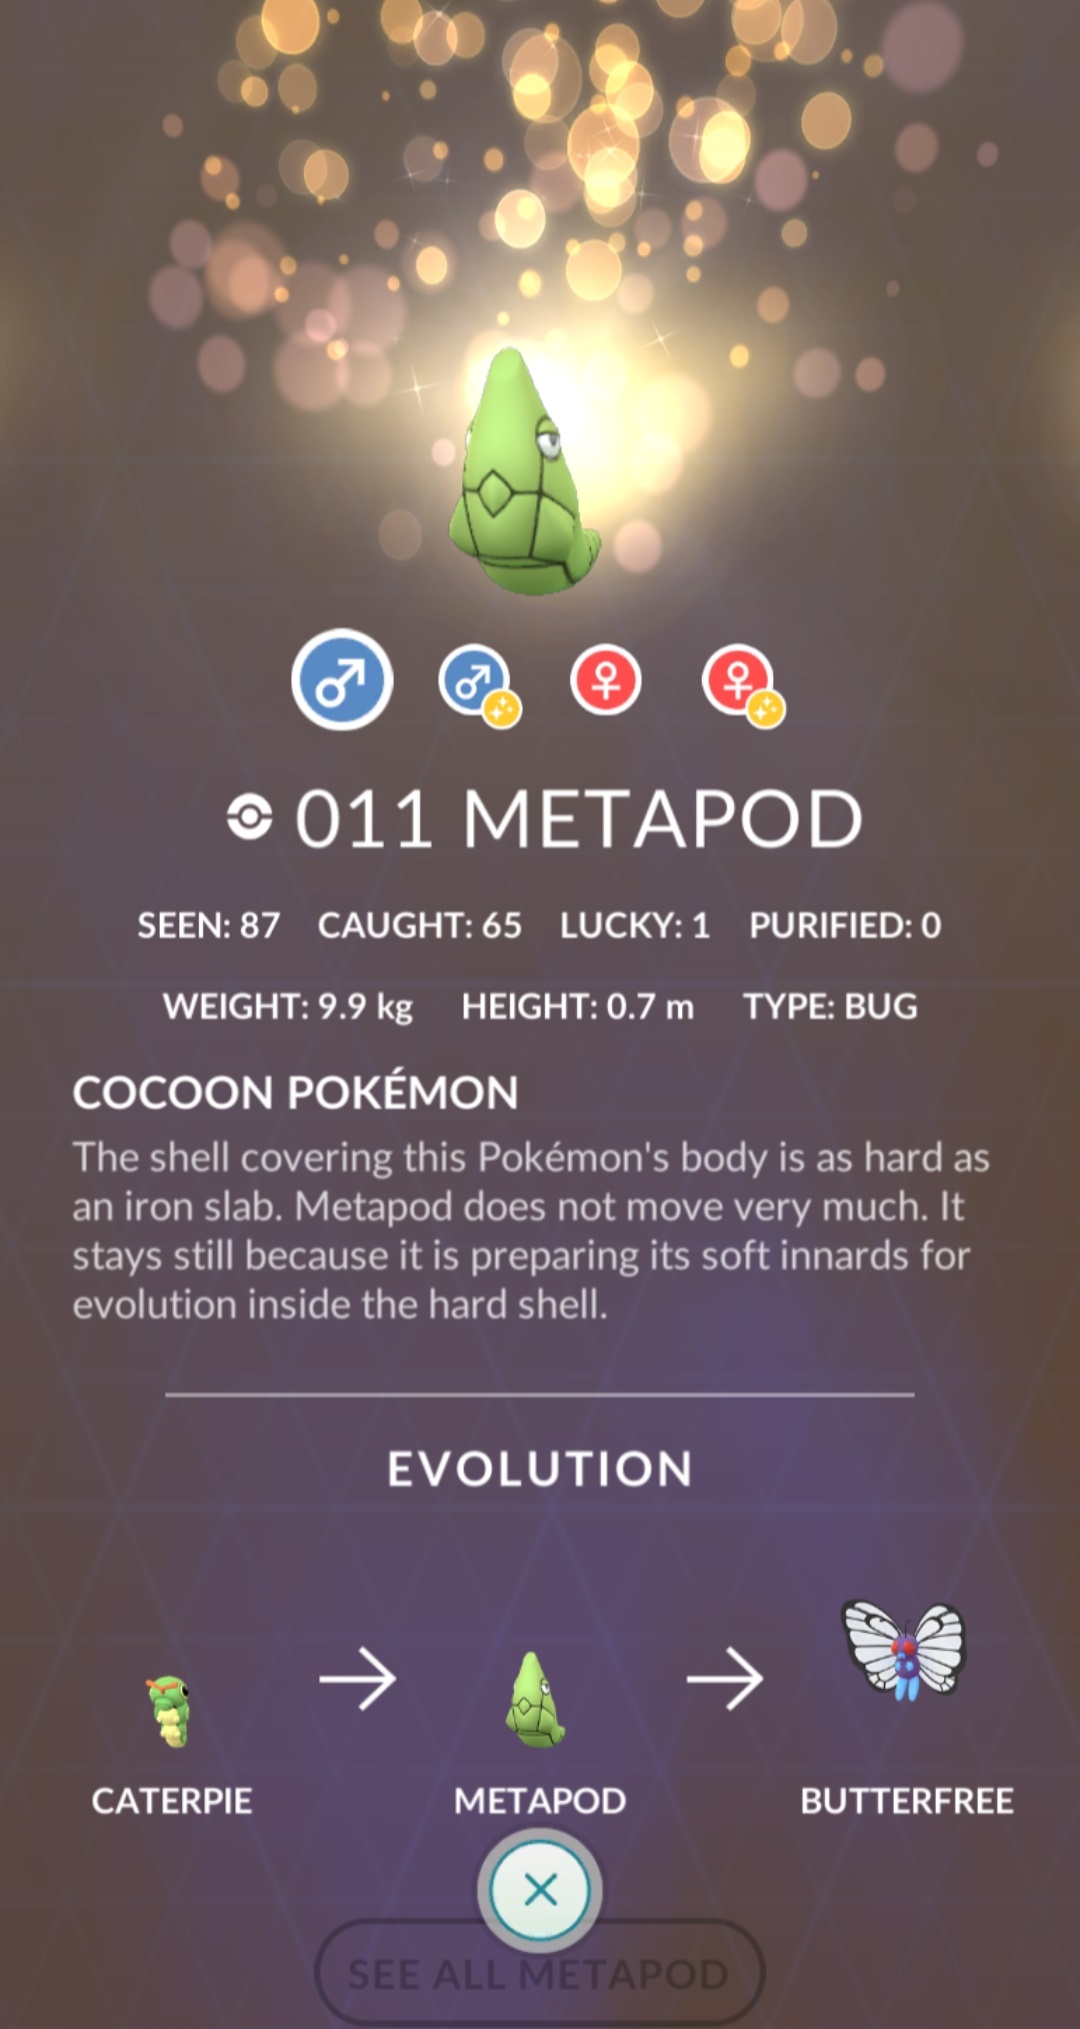 011 METAPOD
SEEN: 87 CAUGHT: 65 LUCKY: 1 PURIFIED: 0
WEIGHT: 9.9 kg HEIGHT: 0.7 m TYPE: BUG
COCOON POKÉMON
The shell covering this Pokémon's body is as hard as
an iron slab. Metapod does not move very much. It
stays still because it is preparing its soft innards for
evolution inside the hard shell.
EVOLUTION
CATERPIE METAPOD BUTTERFREE
SEE ALL METAPOD